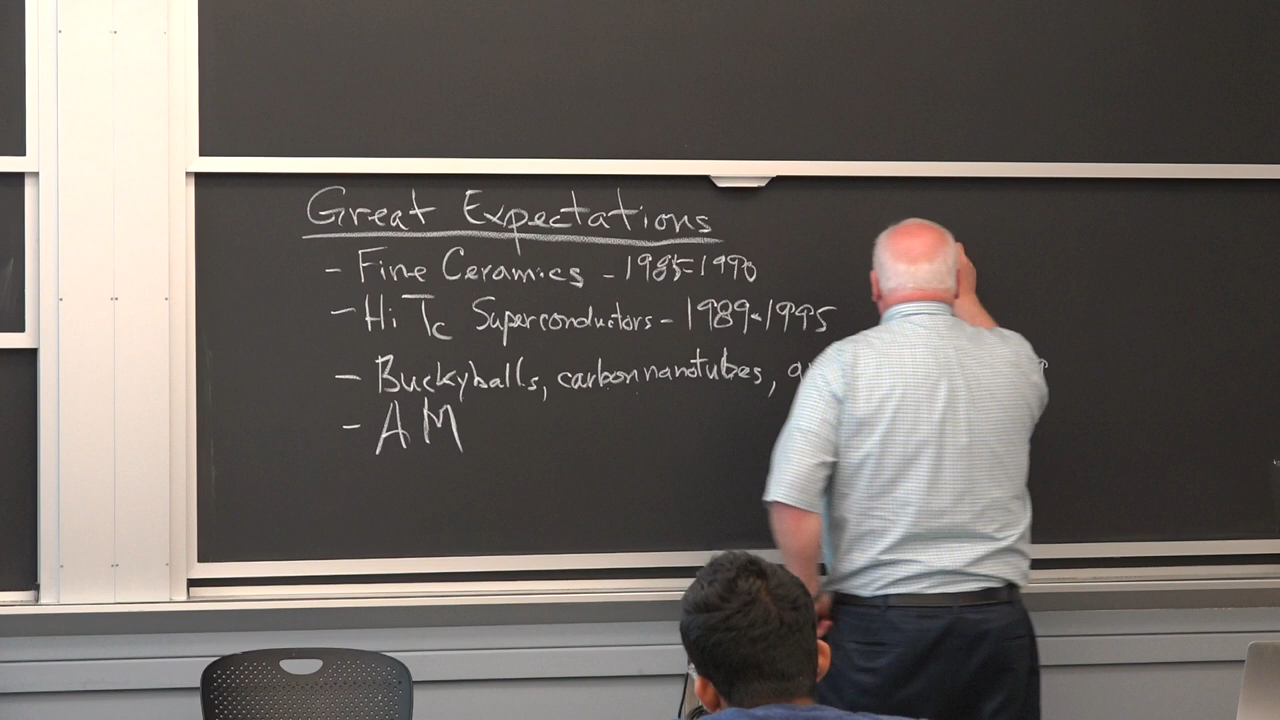 Great Expectations
- Fine Ceramics - 1985-1990
- Hi Tc Superconductors - 1989-1995
- Buckyballs, carbon nanotubes,
- AM